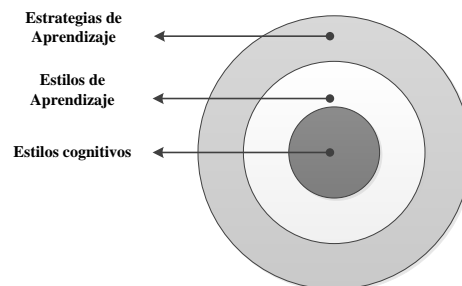 Estrategias de
Aprendizaje
Estilos de
Aprendizaje
Estilos cognitivos